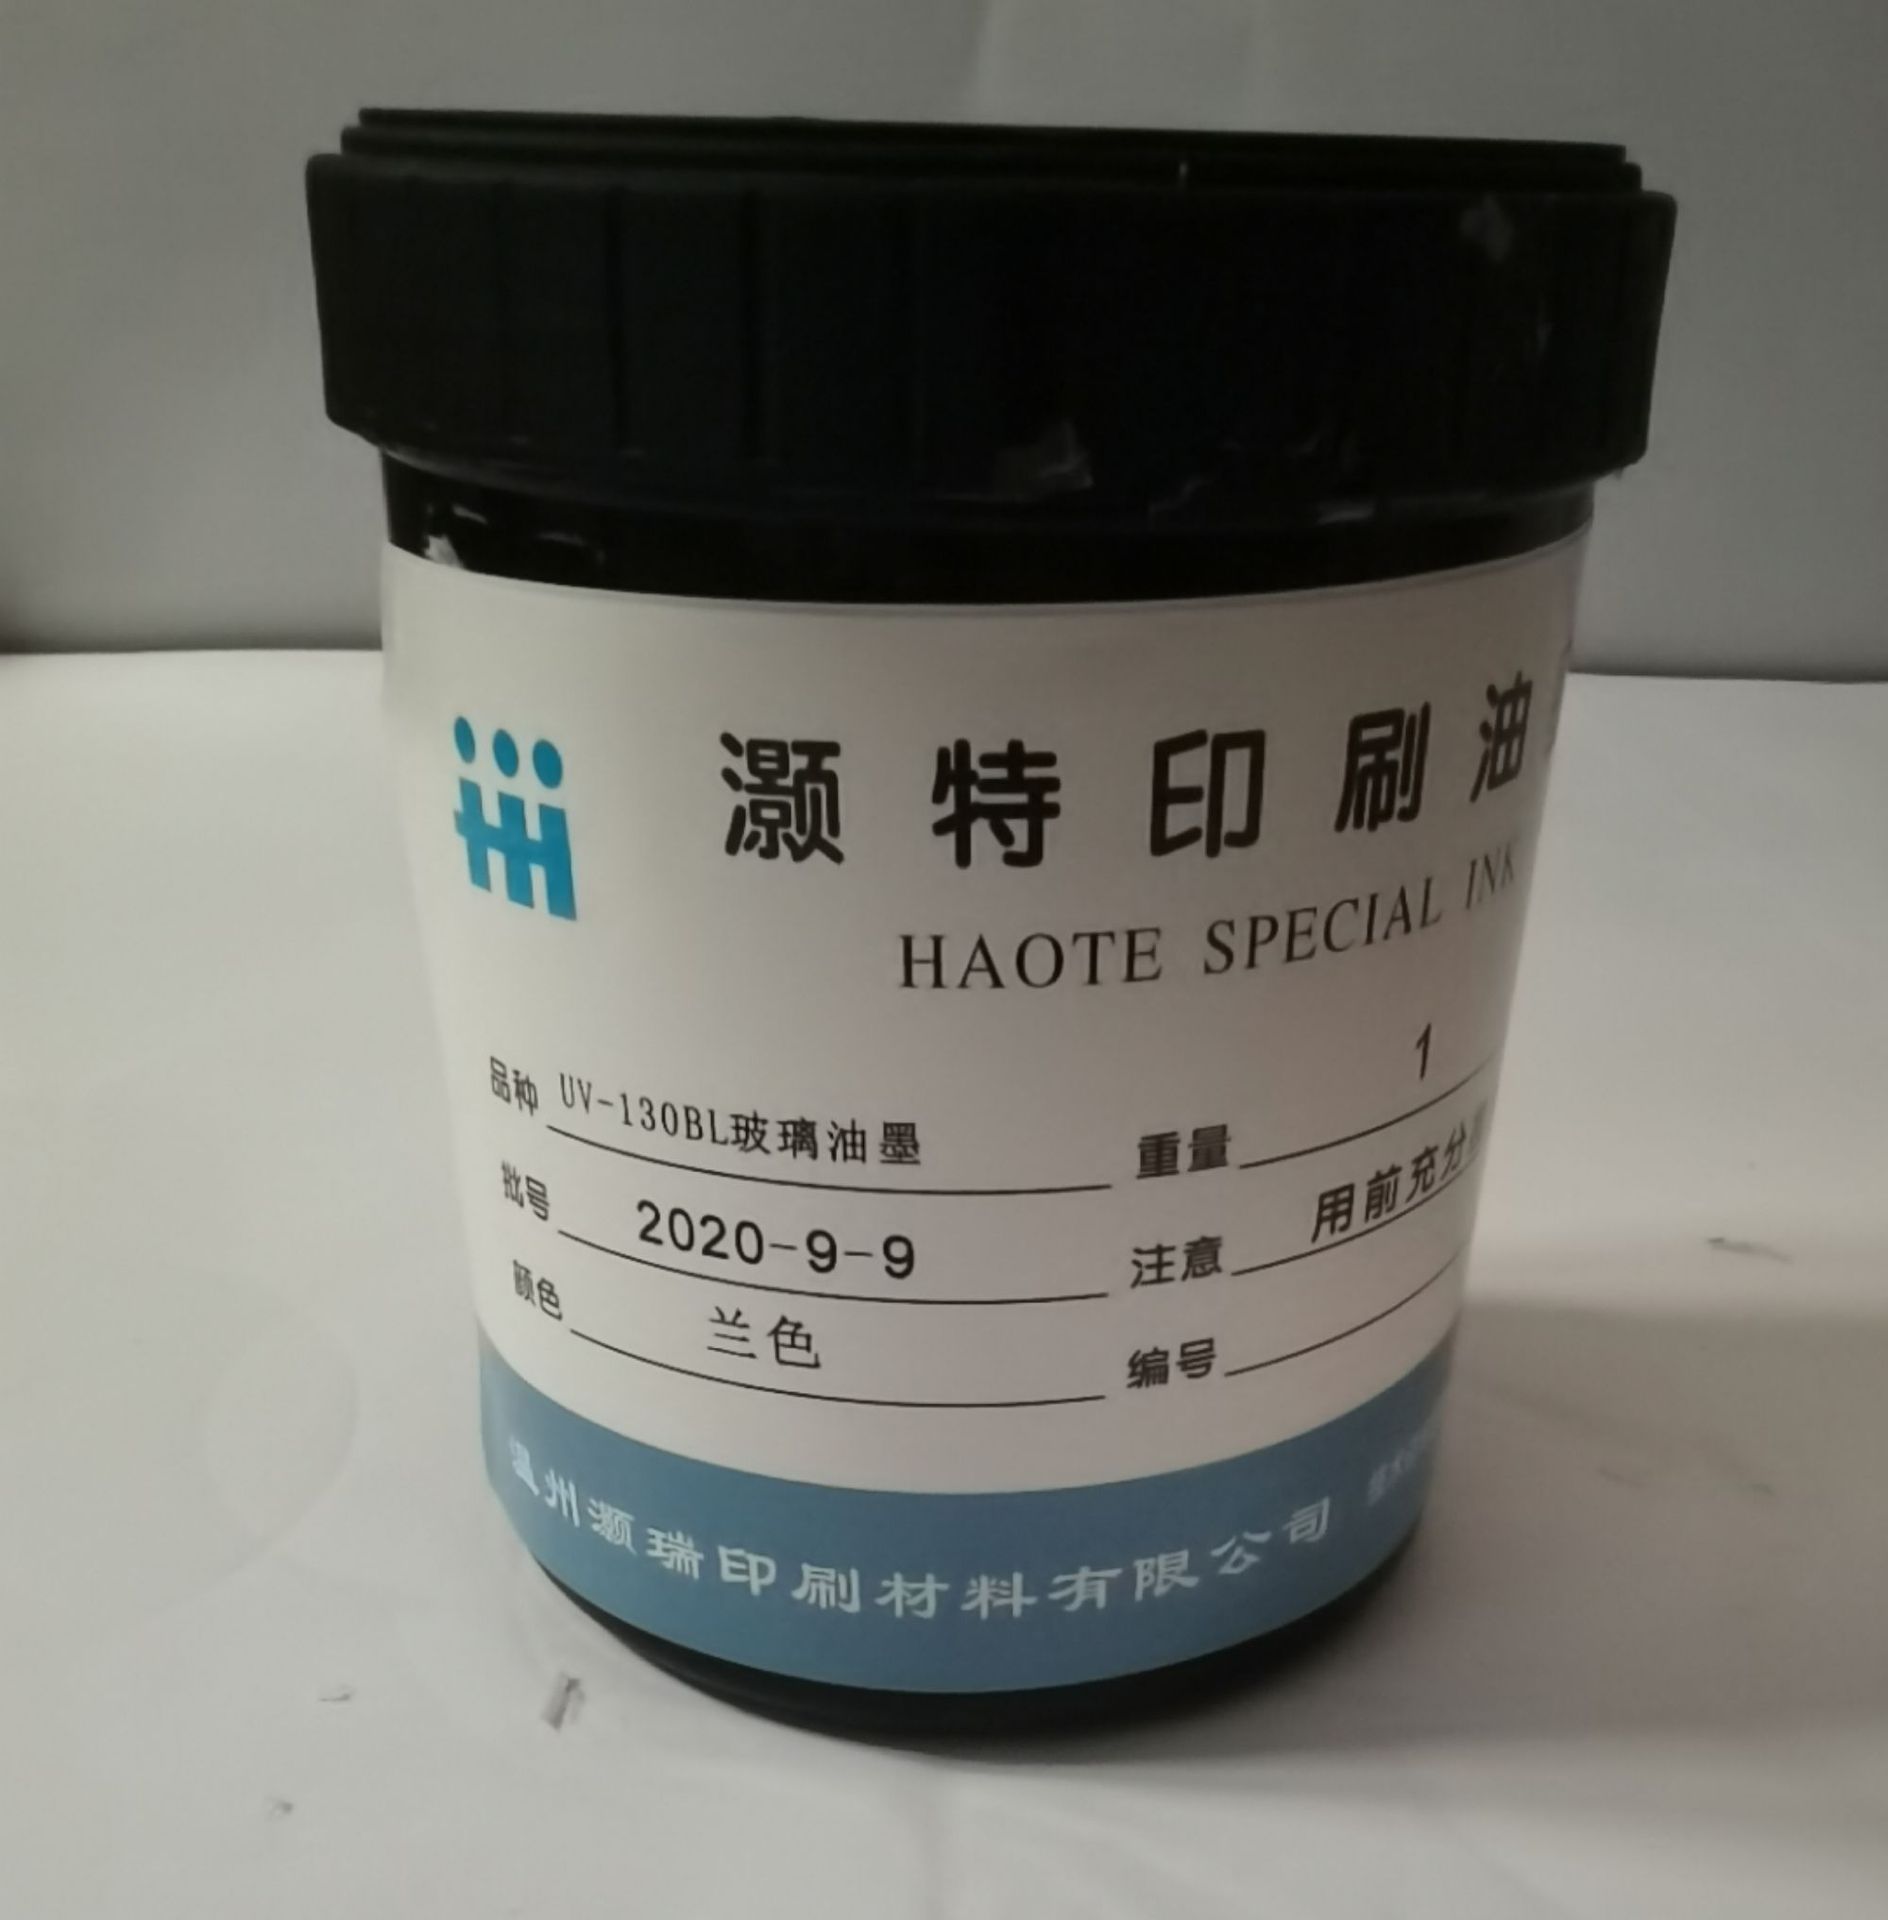 灏特印刷油
HAOTE SPECIAL INK
品种 UV-130BL玻璃油墨 重量 1
批号 2020-9-9 注意 用前充分
颜色 兰色 编号
温州灏瑞印刷材料有限公司